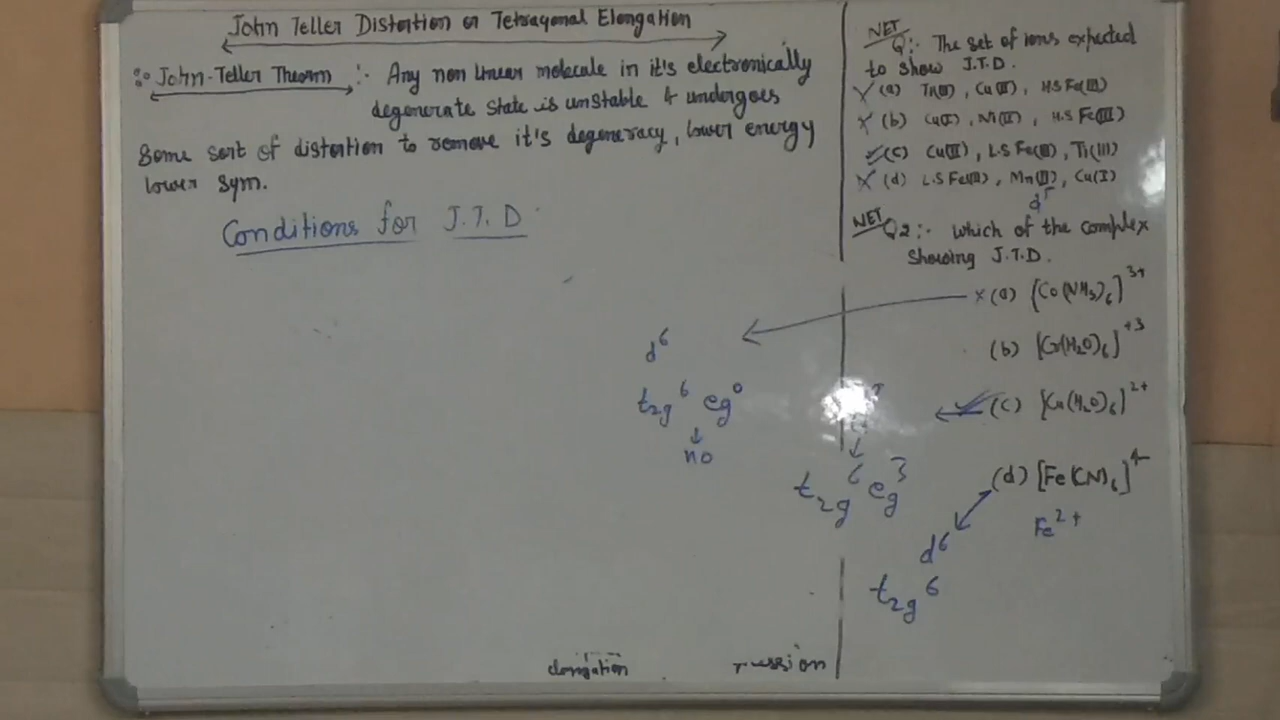 John Teller Distortion or Tetragonal Elongation
John-Teller Theorm :- Any non linear molecule in it's electronically
degenerate state is unstable & undergoes
Some sort of distortion to remove it's degeneracy, lower energy
lower sym.
Conditions for J.T.D
d⁶
t₂g⁶ eg⁰
↓
no
t₂g⁶ eg³
elongation
NET
Q:- The set of ions expected
to show J.T.D.
(a) Ti(III), Cu(II), H.S Fe(III)
x (b) Cu(I), Ni(II), H.S Fe(III)
✓(c) Cu(II), L.S Fe(III), Ti(III)
x (d) L.S Fe(II), Mn(II), Cu(I)
d⁵
NET Q2:- which of the complex
Showing J.T.D.
x (a) [Co(NH₃)₆]³⁺
(b) [Cr(H₂O)₆]⁺³
(c) [Cu(H₂O)₆]²⁺
(d) [Fe(CN)₆]⁴⁻
Fe²⁺
d⁶
t₂g⁶